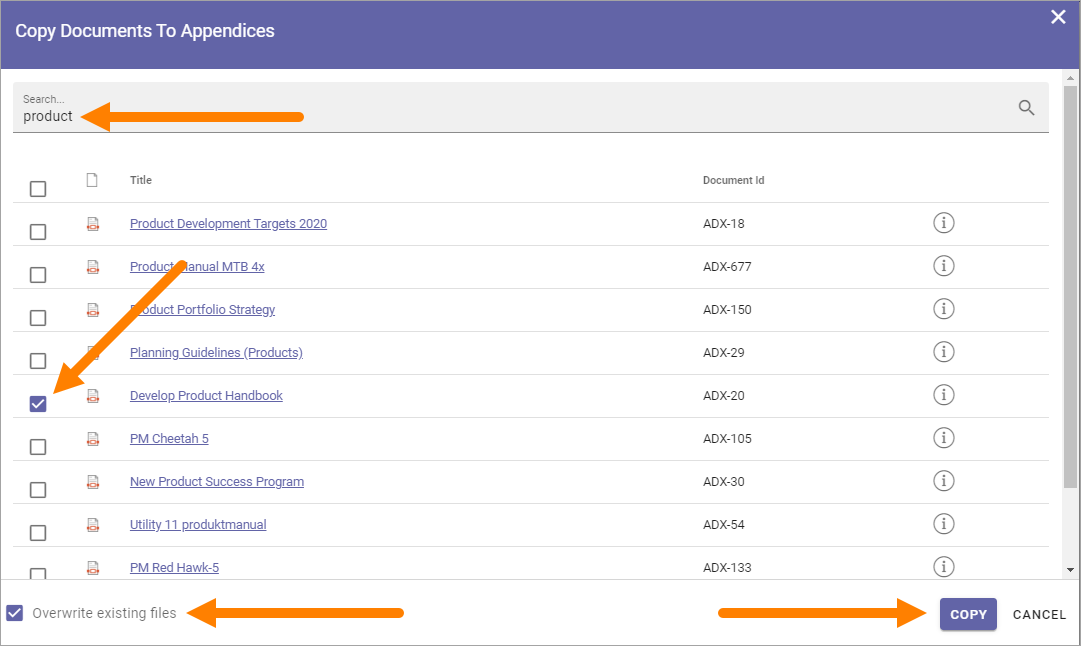 Copy Documents To Appendices
Search...
product
Title Document Id
Product Development Targets 2020 ADX-18
Product Manual MTB 4x ADX-677
Product Portfolio Strategy ADX-150
Planning Guidelines (Products) ADX-29
Develop Product Handbook ADX-20
PM Cheetah 5 ADX-105
New Product Success Program ADX-30
Utility 11 produktmanual ADX-54
PM Red Hawk-5 ADX-133
Overwrite existing files COPY CANCEL